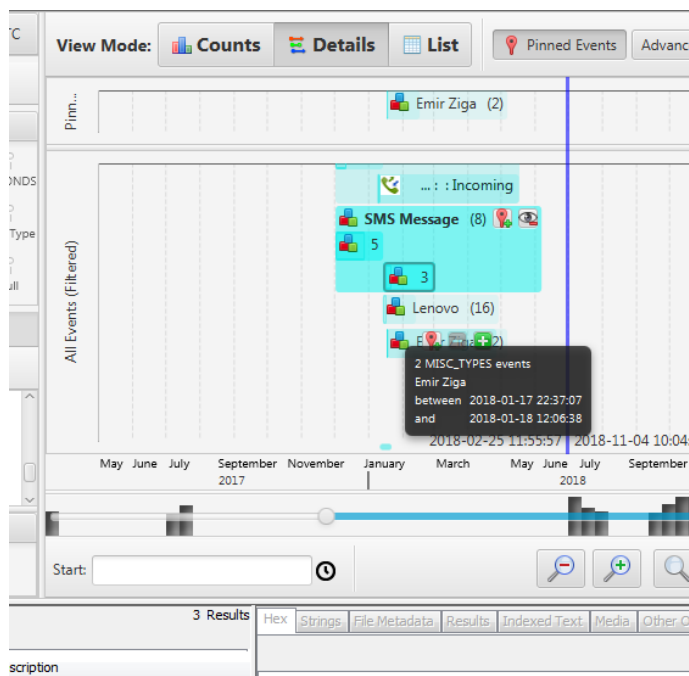 TC
View Mode: Counts Details List Pinned Events Advanc
Pinn...
Emir Ziga (2)
ONDS
Type
ull
All Events (Filtered)
...: : Incoming
SMS Message (8)
5
3
Lenovo (16)
2 MISC_TYPES events
Emir Ziga
between 2018-01-17 22:37:07
and 2018-01-18 12:06:38
2018-02-25 11:55:57 2018-11-04 10:04:
May June July September November January March May June July September
2017 2018
Start:
3 Results
Hex Strings File Metadata Results Indexed Text Media Other O
scription